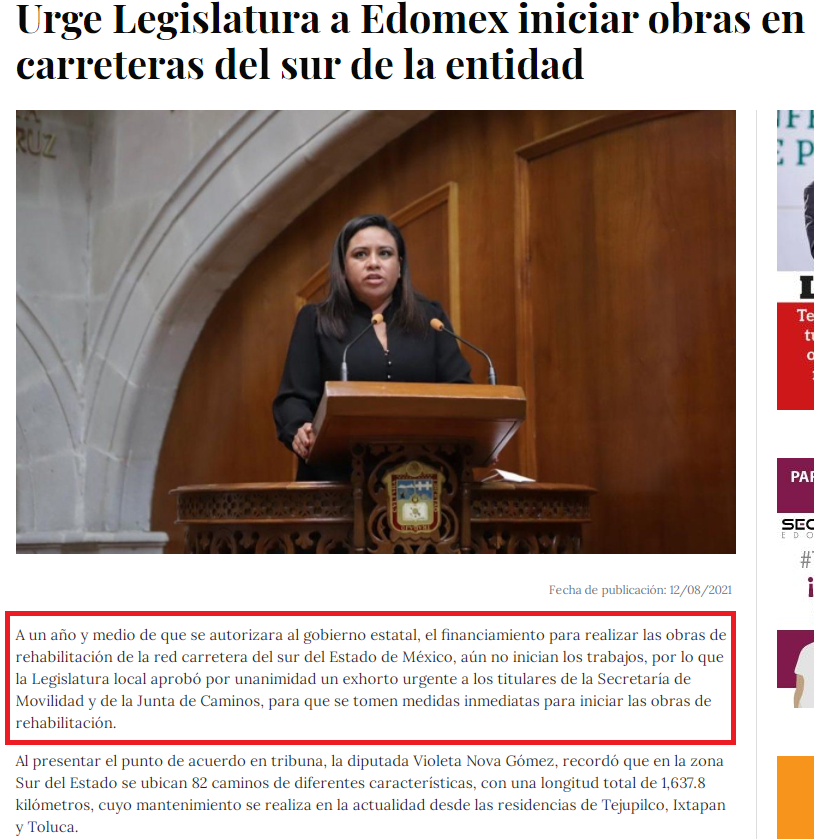 Urge Legislatura a Edomex iniciar obras en
carreteras del sur de la entidad
Fecha de publicación: 12/08/2021
A un año y medio de que se autorizara al gobierno estatal, el financiamiento para realizar las obras de
rehabilitación de la red carretera del sur del Estado de México, aún no inician los trabajos, por lo que
la Legislatura local aprobó por unanimidad un exhorto urgente a los titulares de la Secretaría de
Movilidad y de la Junta de Caminos, para que se tomen medidas inmediatas para iniciar las obras de
rehabilitación.
Al presentar el punto de acuerdo en tribuna, la diputada Violeta Nova Gómez, recordó que en la zona
Sur del Estado se ubican 82 caminos de diferentes características, con una longitud total de 1,637.8
kilómetros, cuyo mantenimiento se realiza en la actualidad desde las residencias de Tejupilco, Ixtapan
y Toluca.